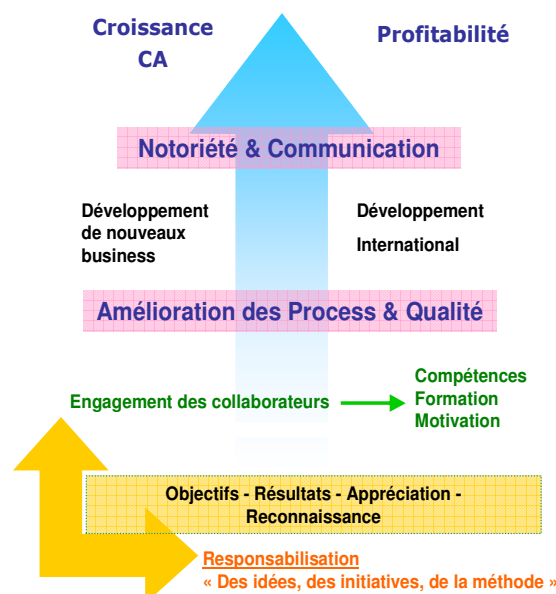 Croissance
CA
Profitabilité
Notoriété & Communication
Développement
de nouveaux
business
Développement
International
Amélioration des Process & Qualité
Engagement des collaborateurs
Compétences
Formation
Motivation
Objectifs - Résultats - Appréciation -
Reconnaissance
Responsabilisation
« Des idées, des initiatives, de la méthode »